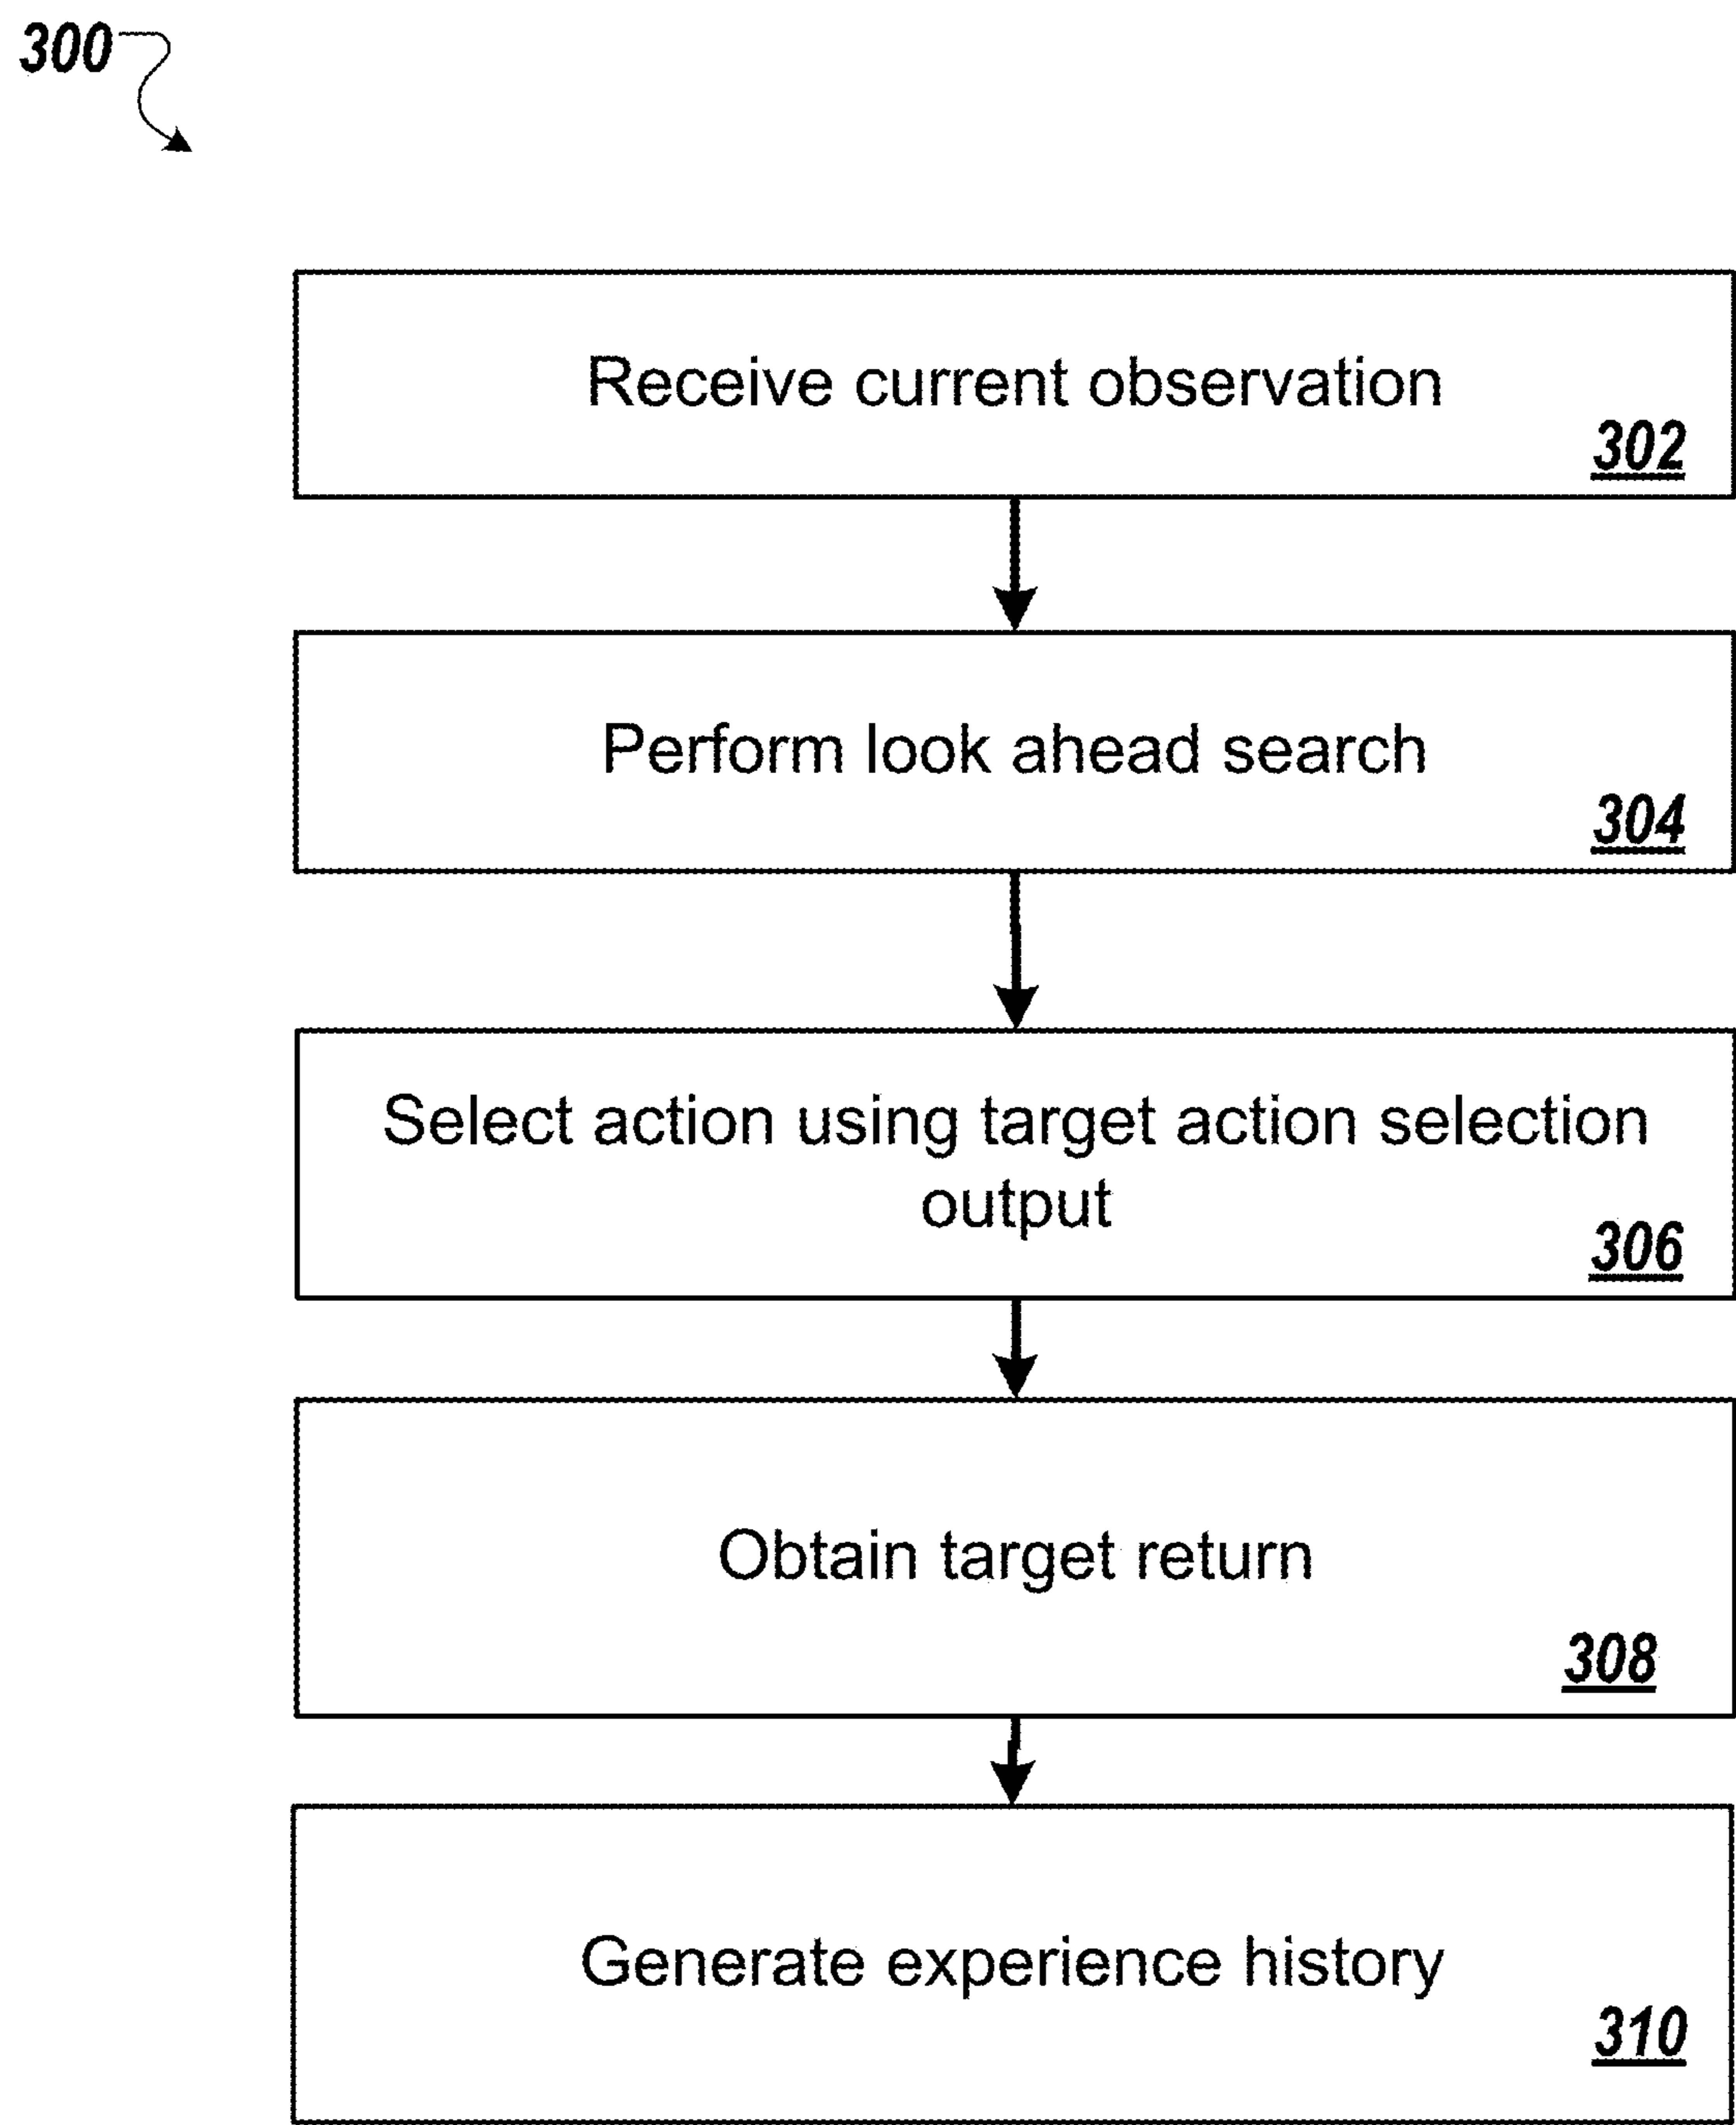 300
Receive current observation
302
Perform look ahead search
304
Select action using target action selection
output
306
Obtain target return
308
Generate experience history
310